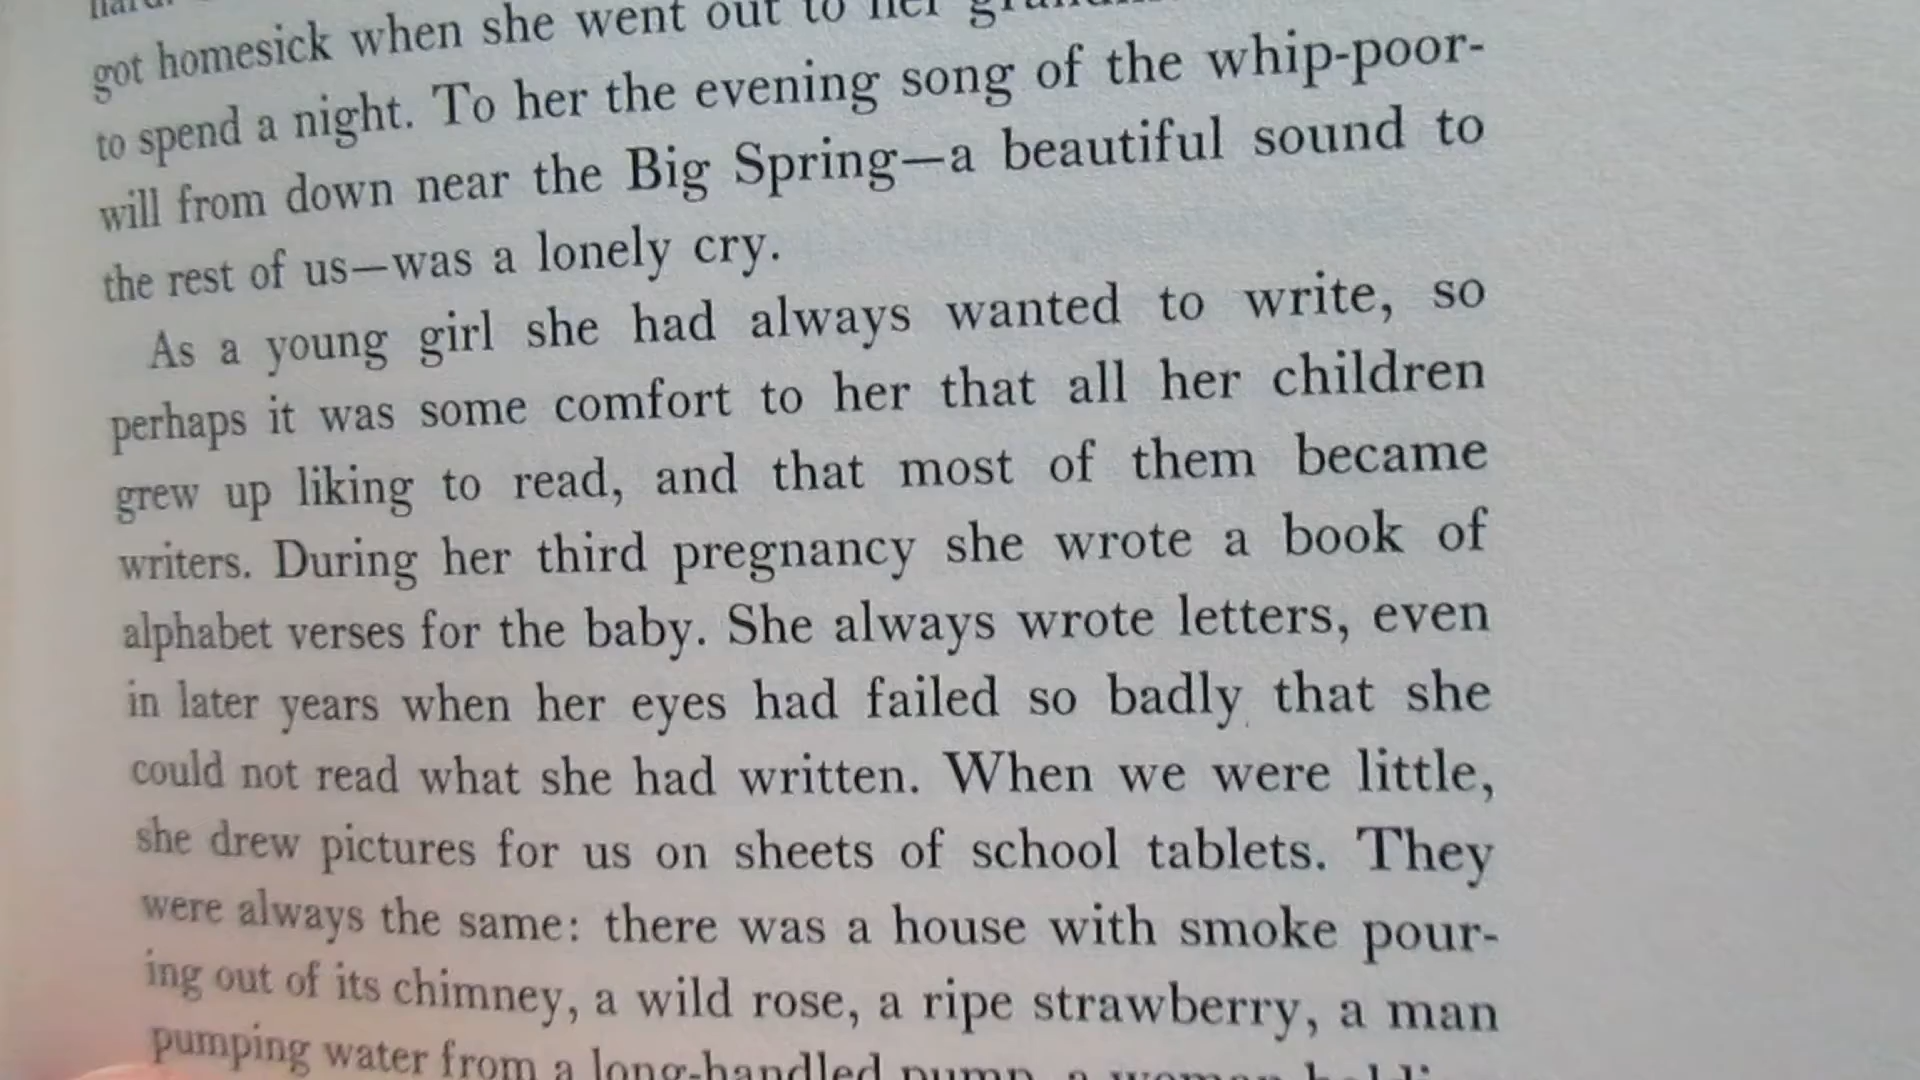 got homesick when she went out to her
to spend a night. To her the evening song of the whip-poor-
will from down near the Big Spring—a beautiful sound to
the rest of us—was a lonely cry.
As a young girl she had always wanted to write, so
perhaps it was some comfort to her that all her children
grew up liking to read, and that most of them became
writers. During her third pregnancy she wrote a book of
alphabet verses for the baby. She always wrote letters, even
in later years when her eyes had failed so badly that she
could not read what she had written. When we were little,
she drew pictures for us on sheets of school tablets. They
were always the same: there was a house with smoke pour-
ing out of its chimney, a wild rose, a ripe strawberry, a man
pumping water from a long-handled pump, a woman